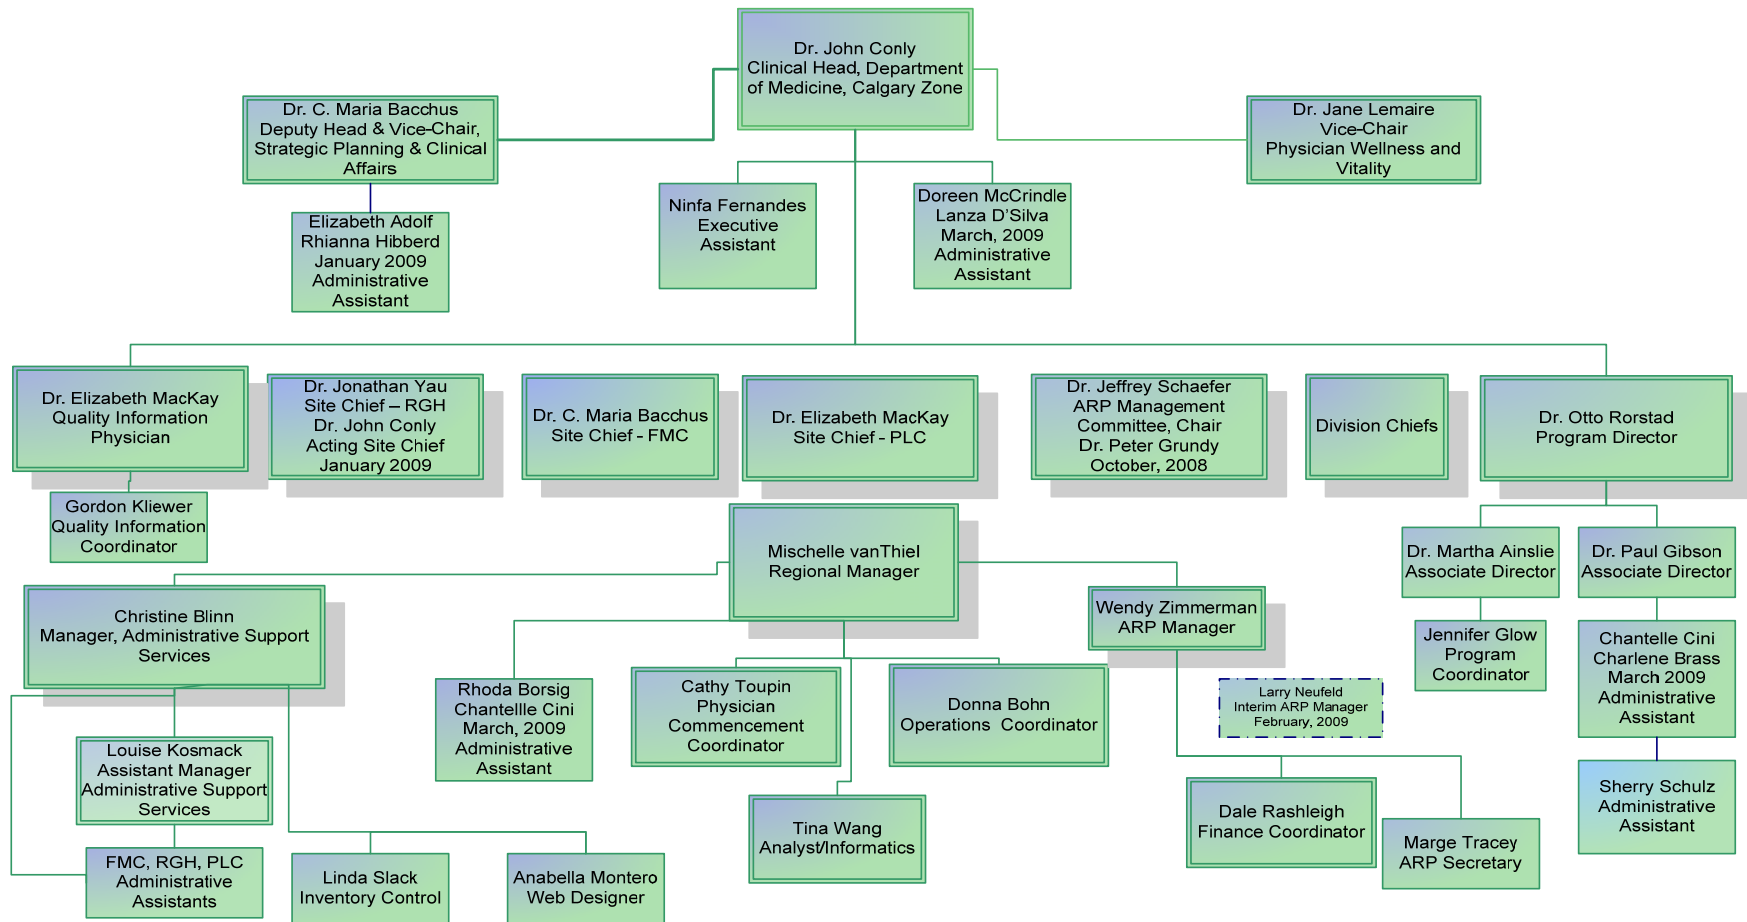 Dr. John Conly
Clinical Head, Department
of Medicine, Calgary Zone
Dr. C. Maria Bacchus
Deputy Head & Vice-Chair,
Strategic Planning & Clinical
Affairs
Dr. Jane Lemaire
Vice-Chair
Physician Wellness and
Vitality
Elizabeth Adolf
Rhianna Hibberd
January 2009
Administrative
Assistant
Ninfa Fernandes
Executive
Assistant
Doreen McCrindle
Lanza D'Silva
March, 2009
Administrative
Assistant
Dr. Elizabeth MacKay
Quality Information
Physician
Dr. Jonathan Yau
Site Chief – RGH
Dr. John Conly
Acting Site Chief
January 2009
Dr. C. Maria Bacchus
Site Chief - FMC
Dr. Elizabeth MacKay
Site Chief - PLC
Dr. Jeffrey Schaefer
ARP Management
Committee, Chair
Dr. Peter Grundy
October, 2008
Division Chiefs
Dr. Otto Rorstad
Program Director
Gordon Kliewer
Quality Information
Coordinator
Mischelle vanThiel
Regional Manager
Dr. Martha Ainslie
Associate Director
Dr. Paul Gibson
Associate Director
Christine Blinn
Manager, Administrative Support
Services
Wendy Zimmerman
ARP Manager
Jennifer Glow
Program
Coordinator
Chantelle Cini
Charlene Brass
March 2009
Administrative
Assistant
Rhoda Borsig
Chantellle Cini
March, 2009
Administrative
Assistant
Cathy Toupin
Physician
Commencement
Coordinator
Donna Bohn
Operations Coordinator
Larry Neufeld
Interim ARP Manager
February, 2009
Louise Kosmack
Assistant Manager
Administrative Support
Services
Tina Wang
Analyst/Informatics
Dale Rashleigh
Finance Coordinator
Marge Tracey
ARP Secretary
Sherry Schulz
Administrative
Assistant
FMC, RGH, PLC
Administrative
Assistants
Linda Slack
Inventory Control
Anabella Montero
Web Designer